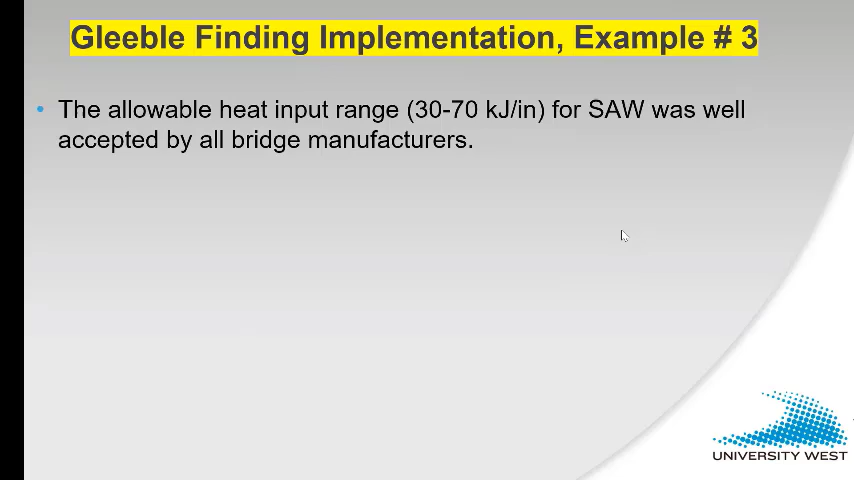 Gleeble Finding Implementation, Example # 3
• The allowable heat input range (30-70 kJ/in) for SAW was well
accepted by all bridge manufacturers.
UNIVERSITY WEST